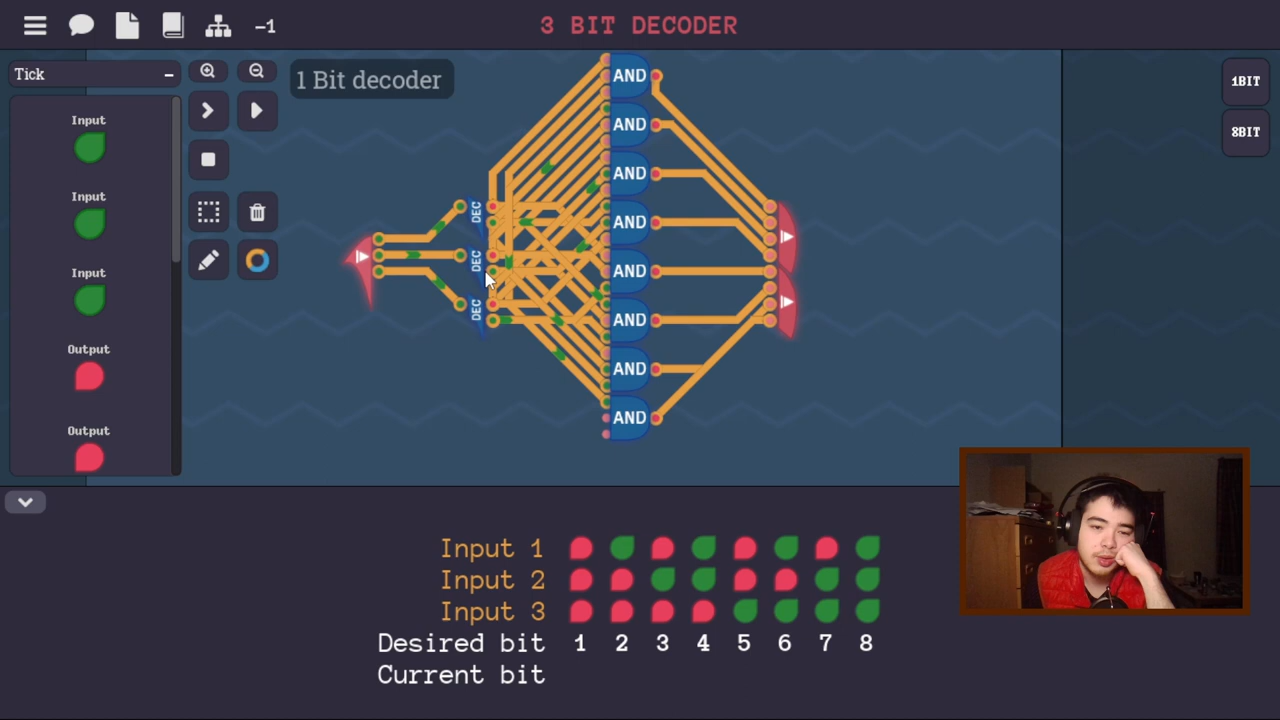 −1
3 BIT DECODER
Tick
1 Bit decoder
1BIT
8BIT
Input
Input
Input
Output
Output
DEC
DEC
DEC
AND
AND
AND
AND
AND
AND
AND
AND
Input 1
Input 2
Input 3
Desired bit 1 2 3 4 5 6 7 8
Current bit